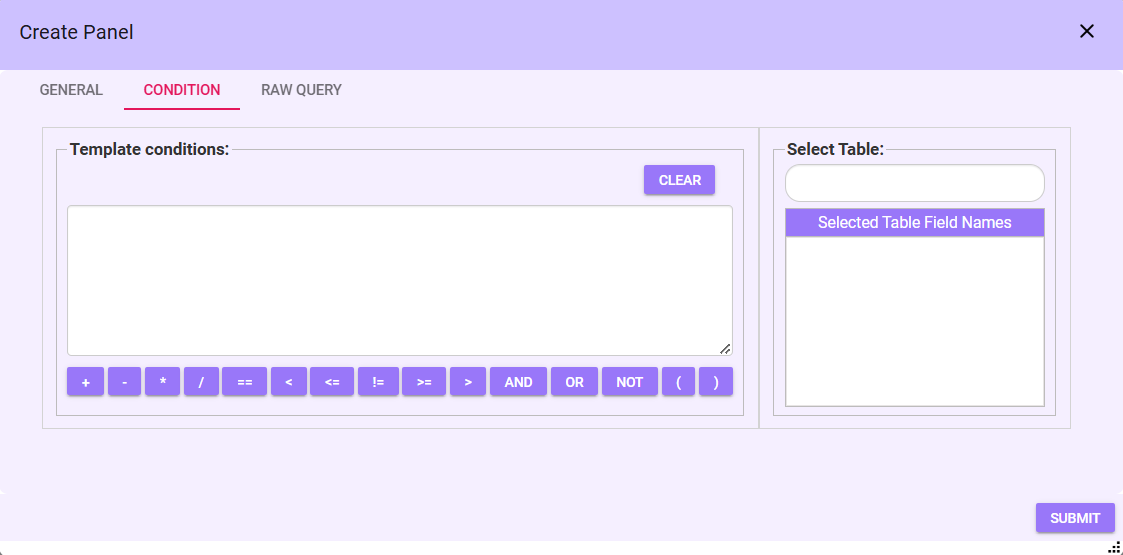 Create Panel
GENERAL CONDITION RAW QUERY
Template conditions:
CLEAR
+ - * / == < <= != >= > AND OR NOT ( )
Select Table:
Selected Table Field Names
SUBMIT